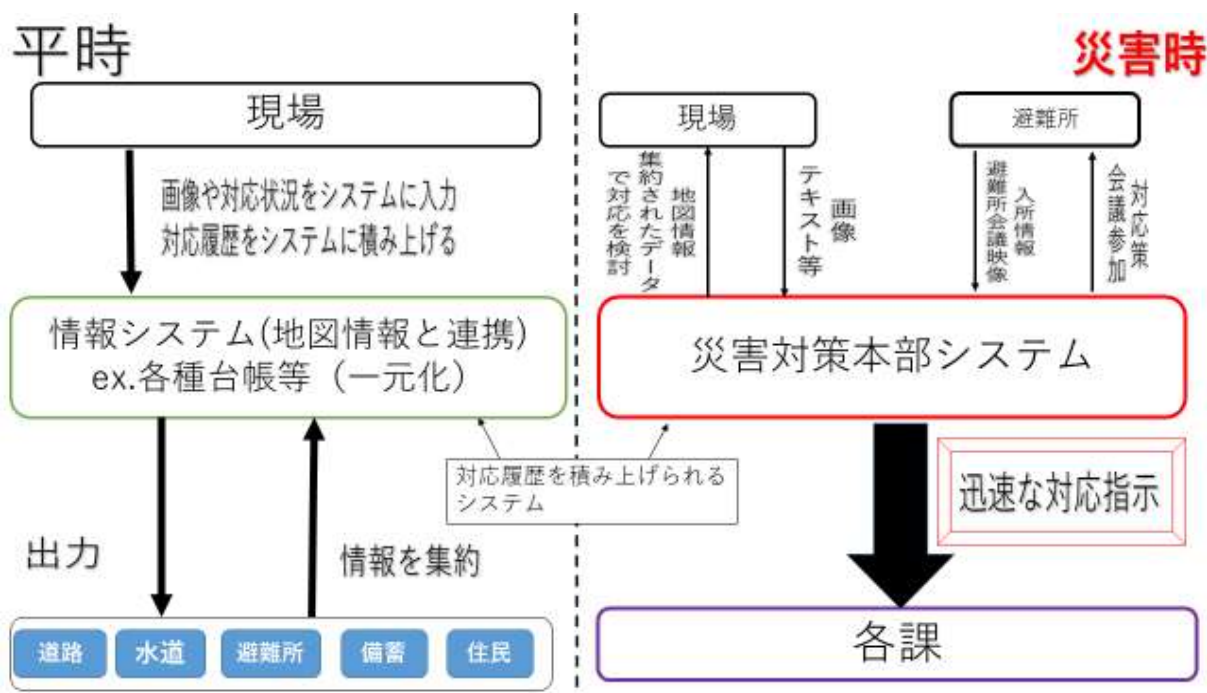 平時
現場
画像や対応状況をシステムに入力
対応履歴をシステムに積み上げる
情報システム(地図情報と連携)
ex.各種台帳等（一元化）
出力
情報を集約
道路
水道
避難所
備蓄
住民
対応履歴を積み上げられる
システム
災害時
現場
地図情報
集約されたデータ
で対応を検討
画像
テキスト等
避難所
入所情報
避難所会議映像
対応策
会議参加
災害対策本部システム
迅速な対応指示
各課